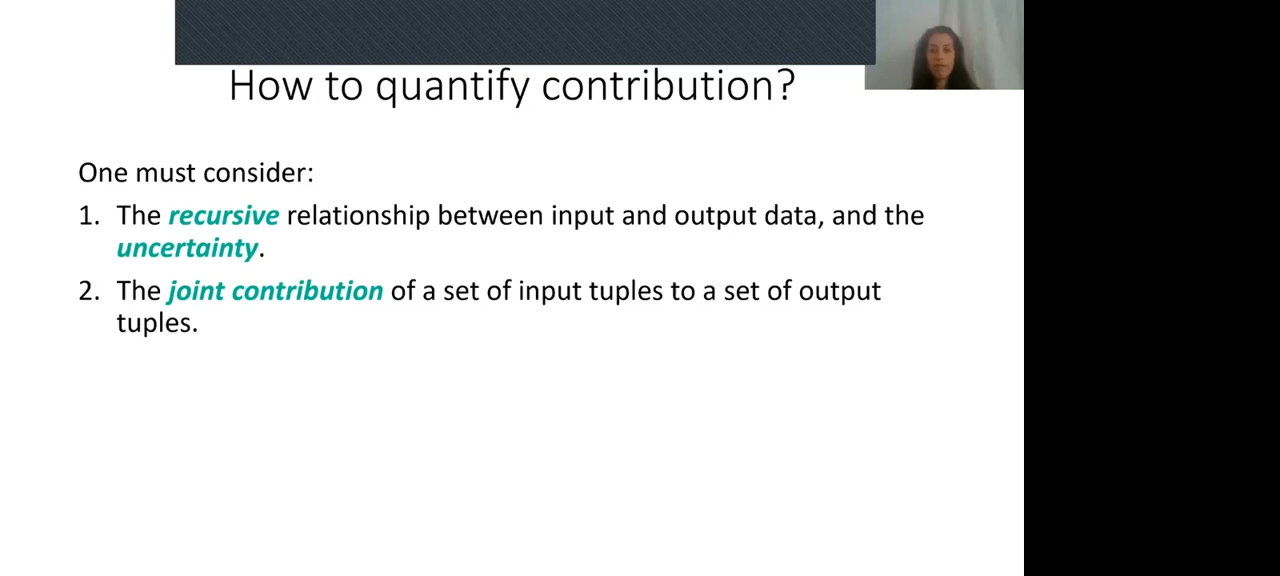 How to quantify contribution?
One must consider:
1. The recursive relationship between input and output data, and the
uncertainty.
2. The joint contribution of a set of input tuples to a set of output
tuples.